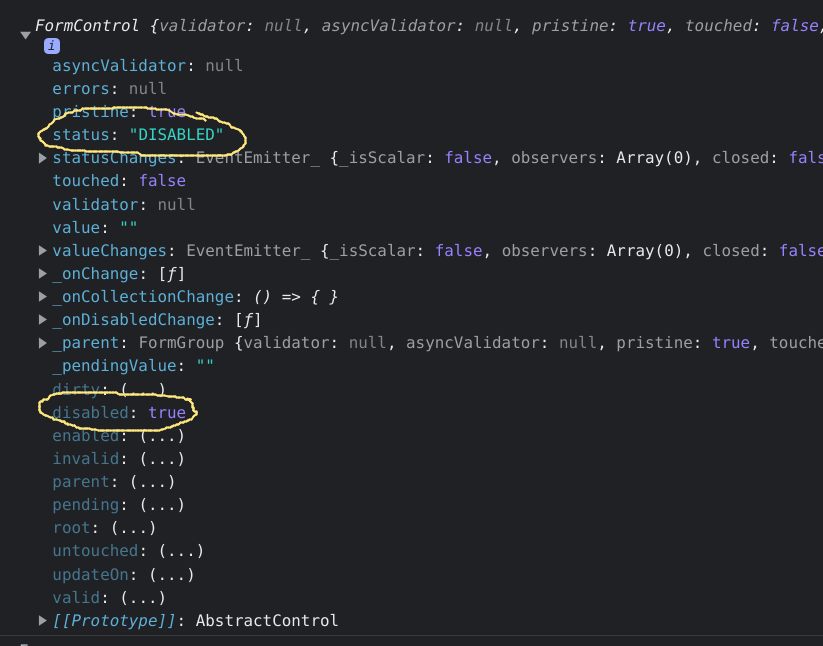 FormControl {validator: null, asyncValidator: null, pristine: true, touched: false,
i
asyncValidator: null
errors: null
pristine: true
status: "DISABLED"
statusChanges: EventEmitter_ {_isScalar: false, observers: Array(0), closed: fals
touched: false
validator: null
value: ""
valueChanges: EventEmitter_ {_isScalar: false, observers: Array(0), closed: false
_onChange: [ƒ]
_onCollectionChange: () => { }
_onDisabledChange: [ƒ]
_parent: FormGroup {validator: null, asyncValidator: null, pristine: true, touche
_pendingValue: ""
dirty: (...)
disabled: true
enabled: (...)
invalid: (...)
parent: (...)
pending: (...)
root: (...)
untouched: (...)
updateOn: (...)
valid: (...)
[[Prototype]]: AbstractControl